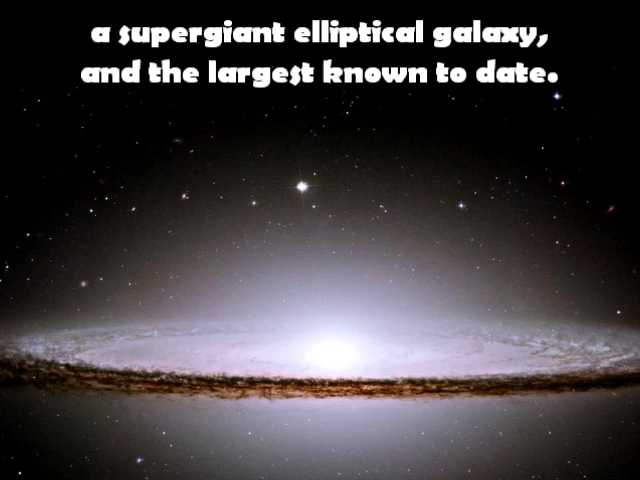 a supergiant elliptical galaxy,
and the largest known to date.